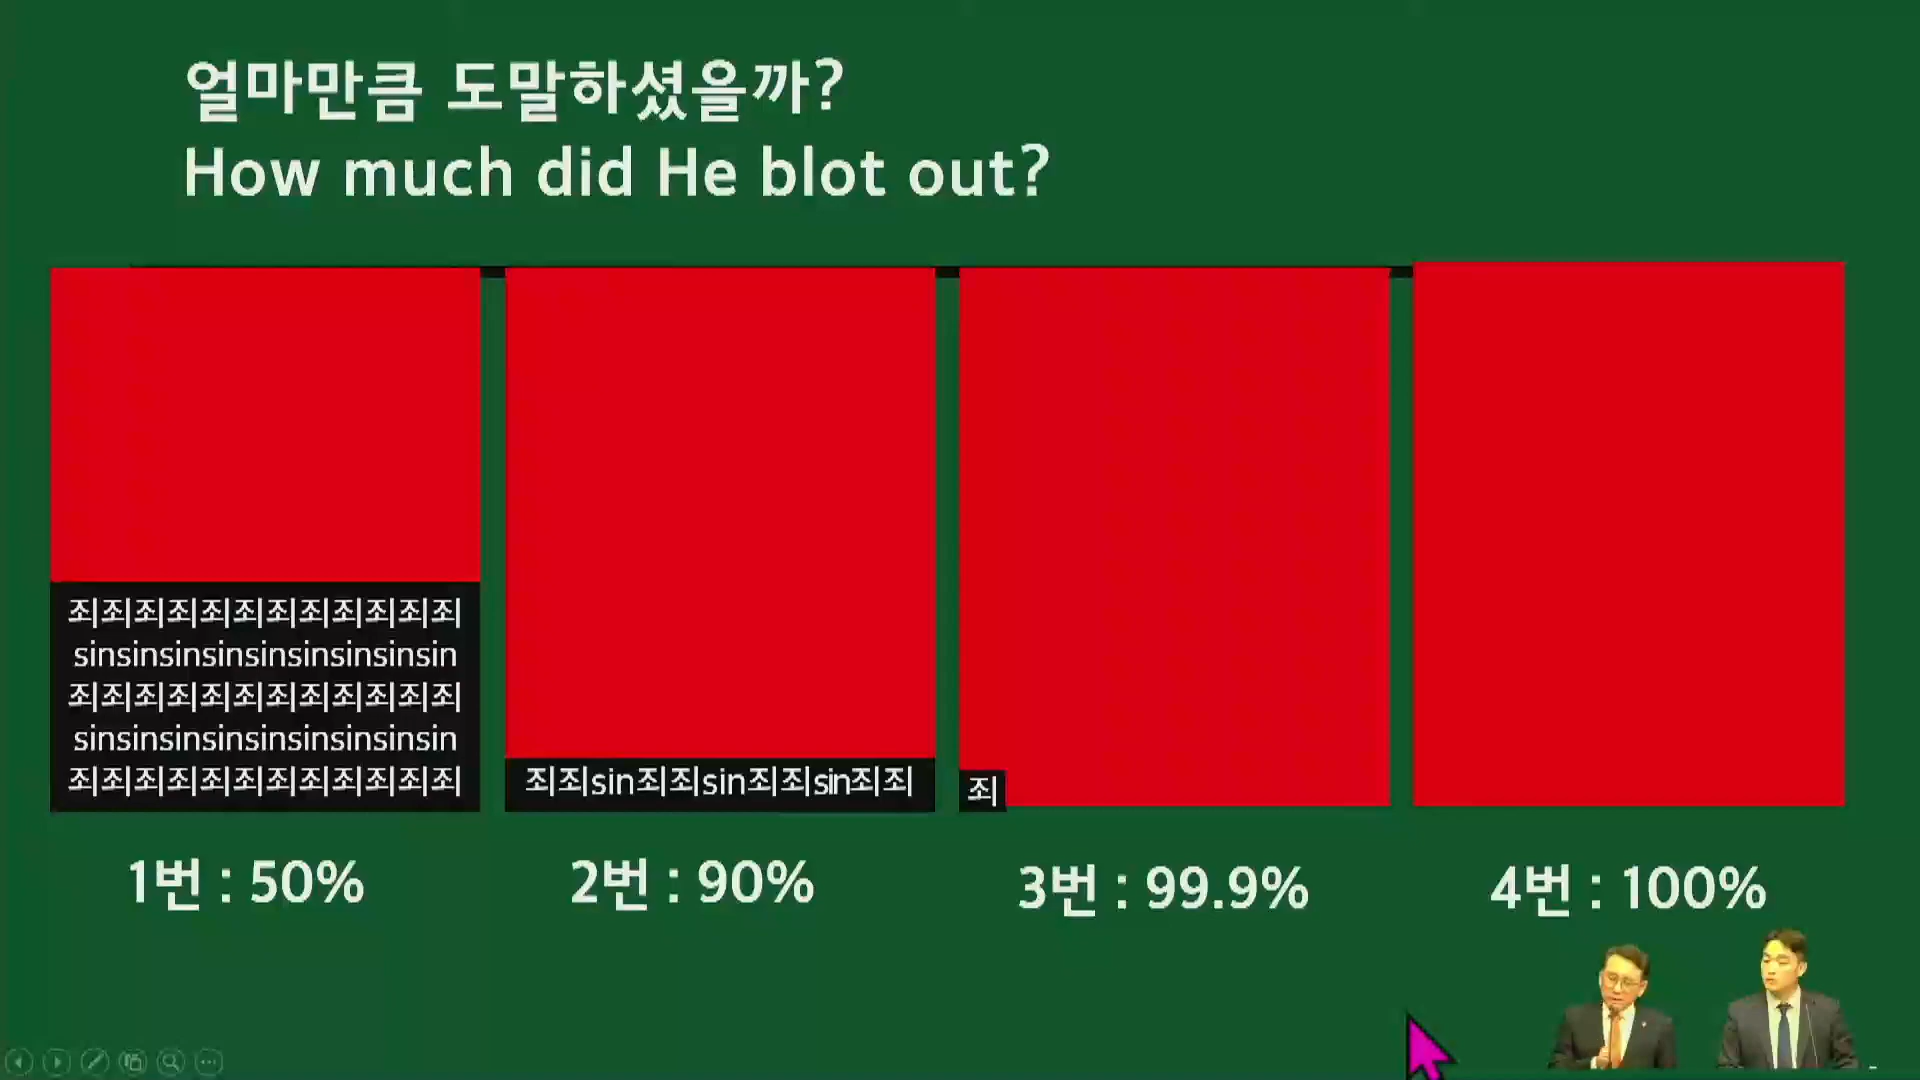 얼마만큼 도말하셨을까?
How much did He blot out?
죄죄죄죄죄죄죄죄죄죄죄죄
sinsinsinsinsinsinsinsinsin
죄죄죄죄죄죄죄죄죄죄죄죄
sinsinsinsinsinsinsinsinsin
죄죄죄죄죄죄죄죄죄죄죄죄
죄죄sin죄죄sin죄죄sin죄죄
죄
1번 : 50%
2번 : 90%
3번 : 99.9%
4번 : 100%